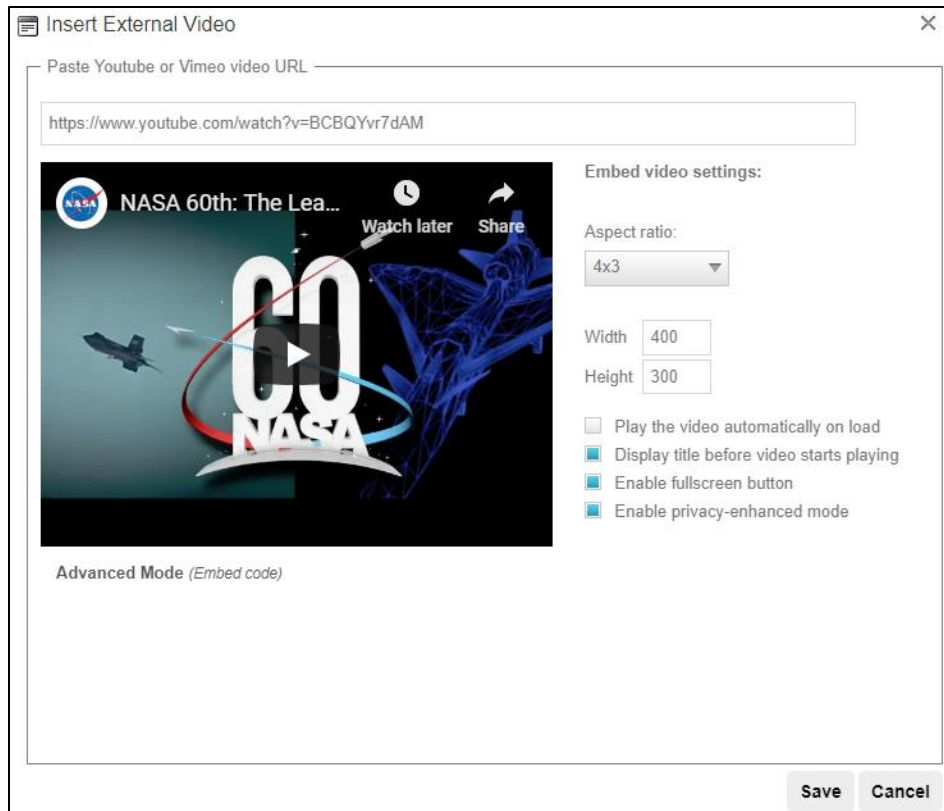 Insert External Video
Paste Youtube or Vimeo video URL
https://www.youtube.com/watch?v=BCBQYvr7dAM
NASA
NASA 60th: The Lea...
Watch later
Share
60
NASA
Embed video settings:
Aspect ratio:
4x3
Width 400
Height 300
Play the video automatically on load
Display title before video starts playing
Enable fullscreen button
Enable privacy-enhanced mode
Advanced Mode (Embed code)
Save Cancel